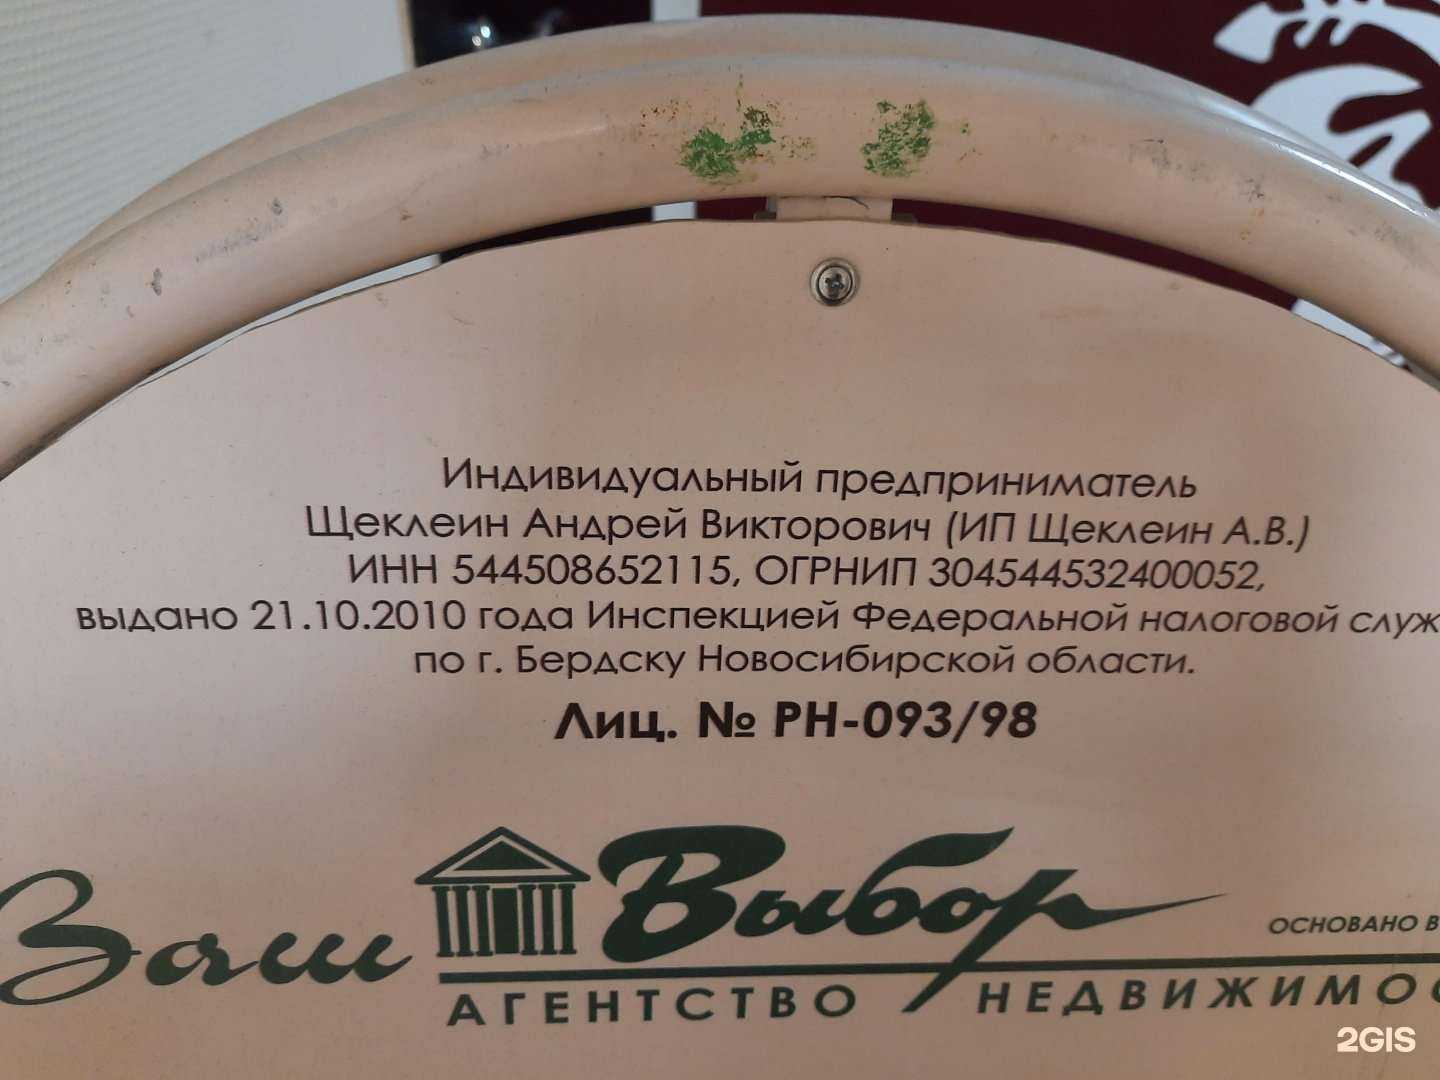 Индивидуальный предприниматель
Щеклеин Андрей Викторович (ИП Щеклеин А.В.)
ИНН 544508652115, ОГРНИП 304544532400052,
выдано 21.10.2010 года Инспекцией Федеральной налоговой служ
по г. Бердску Новосибирской области.
Лиц. № РН-093/98
Ваш Выбор
ОСНОВАНО В
АГЕНТСТВО НЕДВИЖИМОС
2GIS